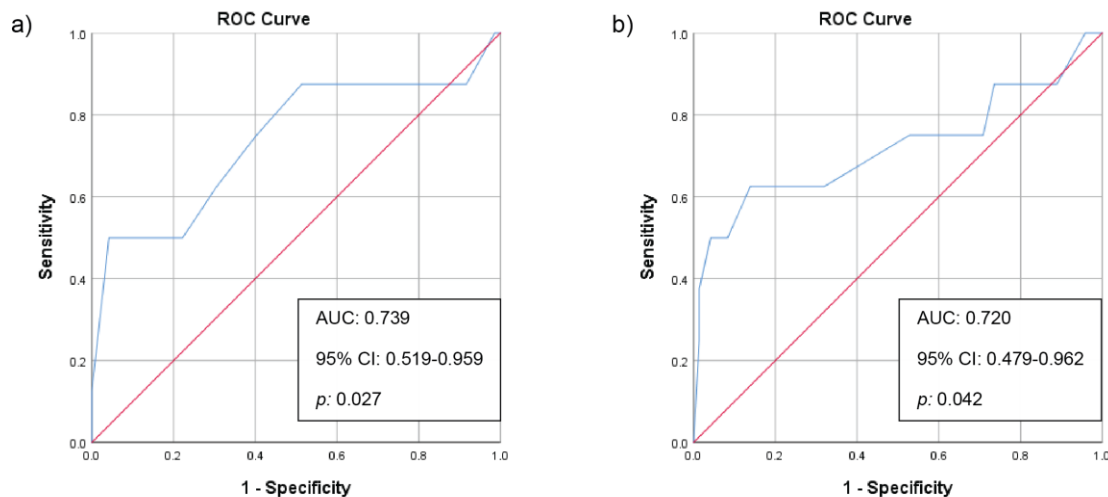 a)
ROC Curve
1.0
0.8
0.6
0.4
0.2
0.0
Sensitivity
0.0
0.2
0.4
0.6
0.8
1.0
1 - Specificity
AUC: 0.739
95% CI: 0.519-0.959
p: 0.027
b)
ROC Curve
1.0
0.8
0.6
0.4
0.2
0.0
Sensitivity
0.0
0.2
0.4
0.6
0.8
1.0
1 - Specificity
AUC: 0.720
95% CI: 0.479-0.962
p: 0.042